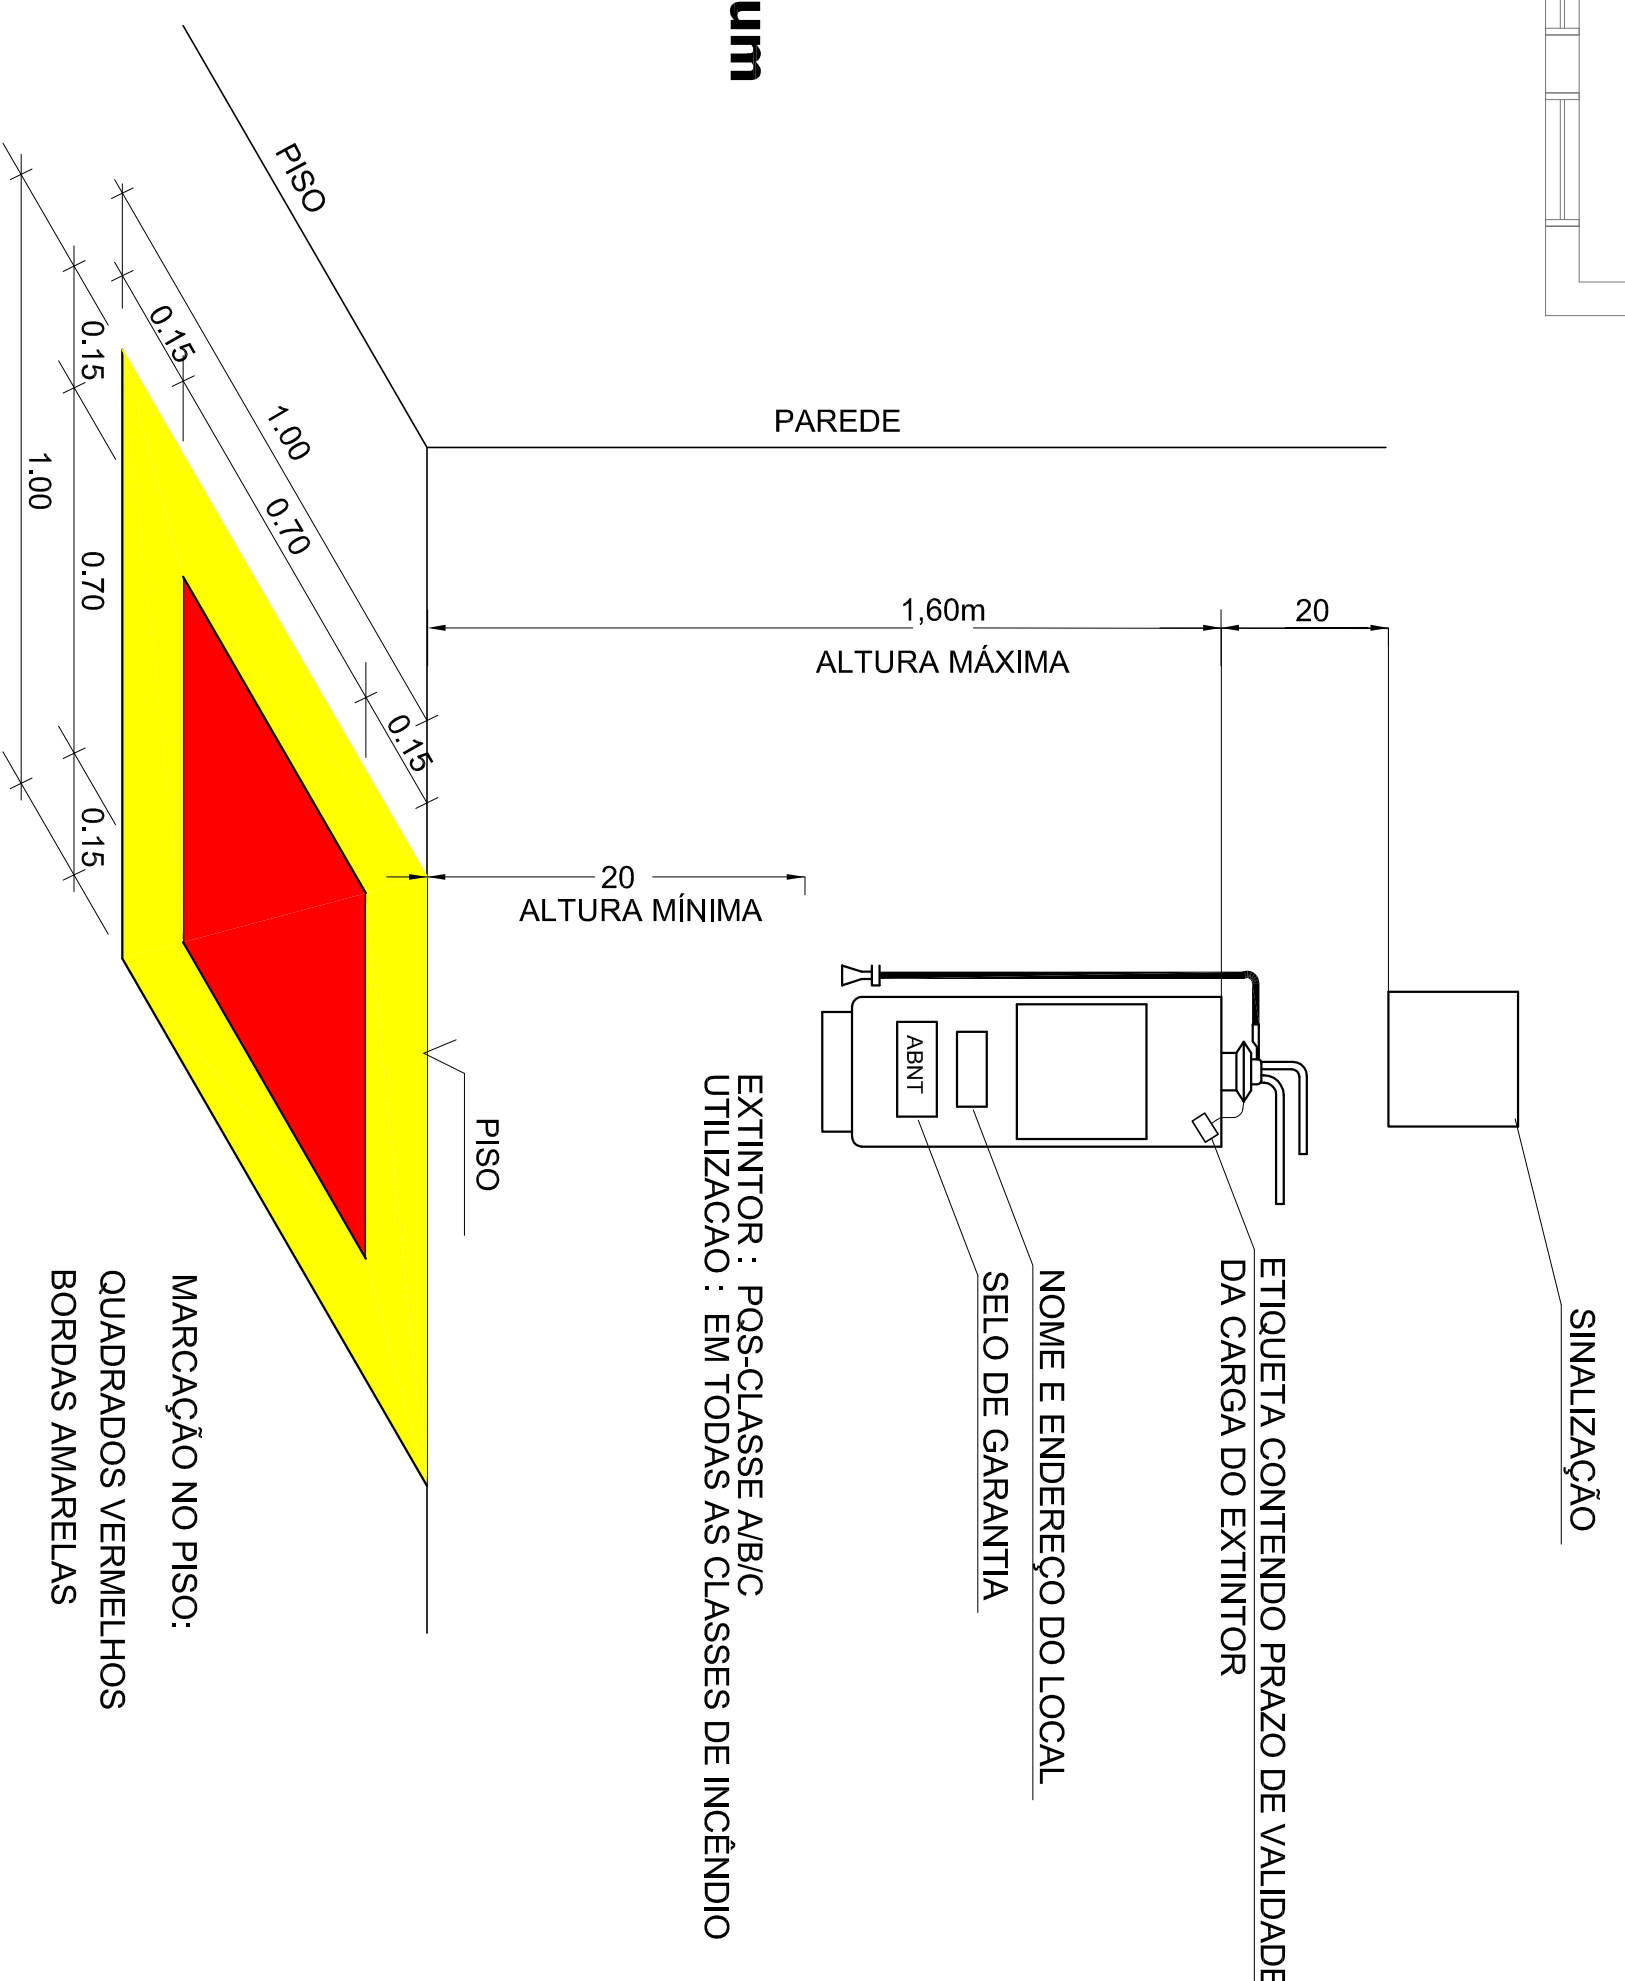 um
SINALIZAÇÃO
ETIQUETA CONTENDO PRAZO DE VALIDADE
DA CARGA DO EXTINTOR
NOME E ENDEREÇO DO LOCAL
SELO DE GARANTIA
ABNT
EXTINTOR : PQS-CLASSE A/B/C
UTILIZACAO : EM TODAS AS CLASSES DE INCÊNDIO
20
1,60m
ALTURA MÁXIMA
PAREDE
20
ALTURA MÍNIMA
PISO
PISO
0.15
1.00
0.70
0.15
0.15
0.70
0.15
1.00
MARCAÇÃO NO PISO:
QUADRADOS VERMELHOS
BORDAS AMARELAS